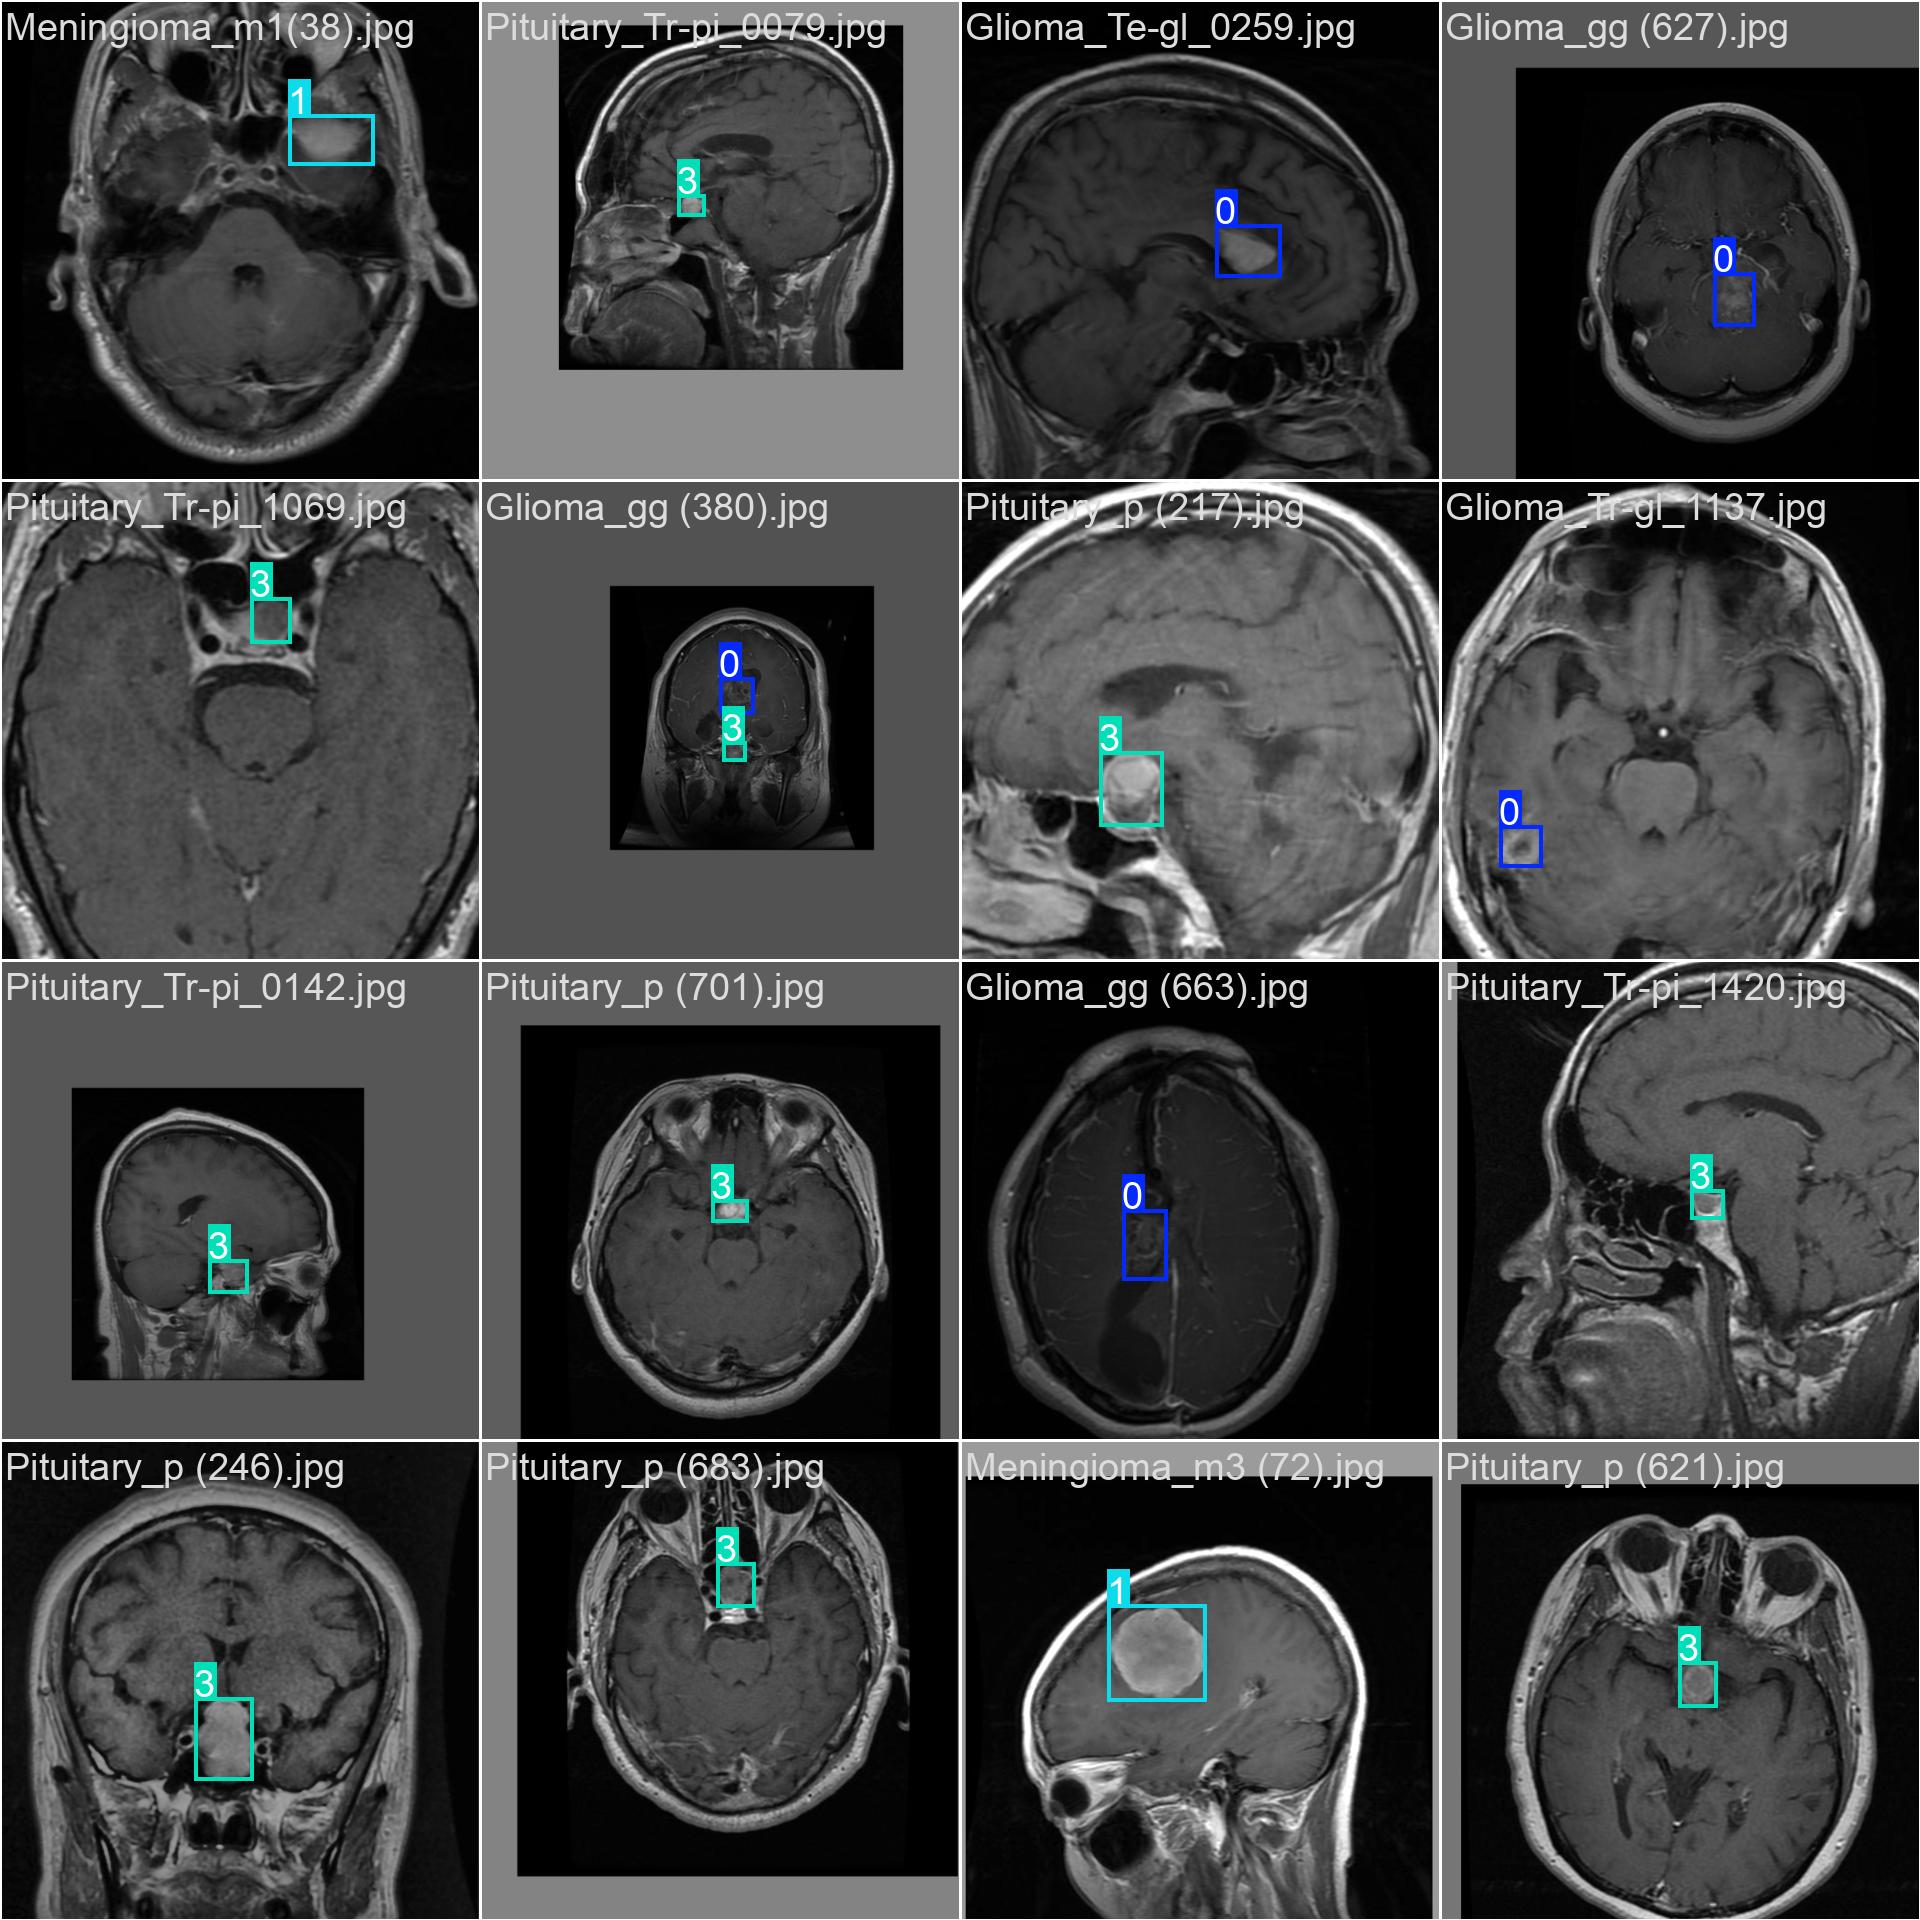 Meningioma_m1(38).jpg
1
Pituitary_Tr-pi_0079.jpg
3
Glioma_Te-gl_0259.jpg
0
Glioma_gg (627).jpg
0
Pituitary_Tr-pi_1069.jpg
3
Glioma_gg (380).jpg
0
3
Pituitary_p (217).jpg
3
Glioma_Tr-gl_1137.jpg
0
Pituitary_Tr-pi_0142.jpg
3
Pituitary_p (701).jpg
3
Glioma_gg (663).jpg
0
Pituitary_Tr-pi_1420.jpg
3
Pituitary_p (246).jpg
3
Pituitary_p (683).jpg
3
Meningioma_m3 (72).jpg
1
Pituitary_p (621).jpg
3